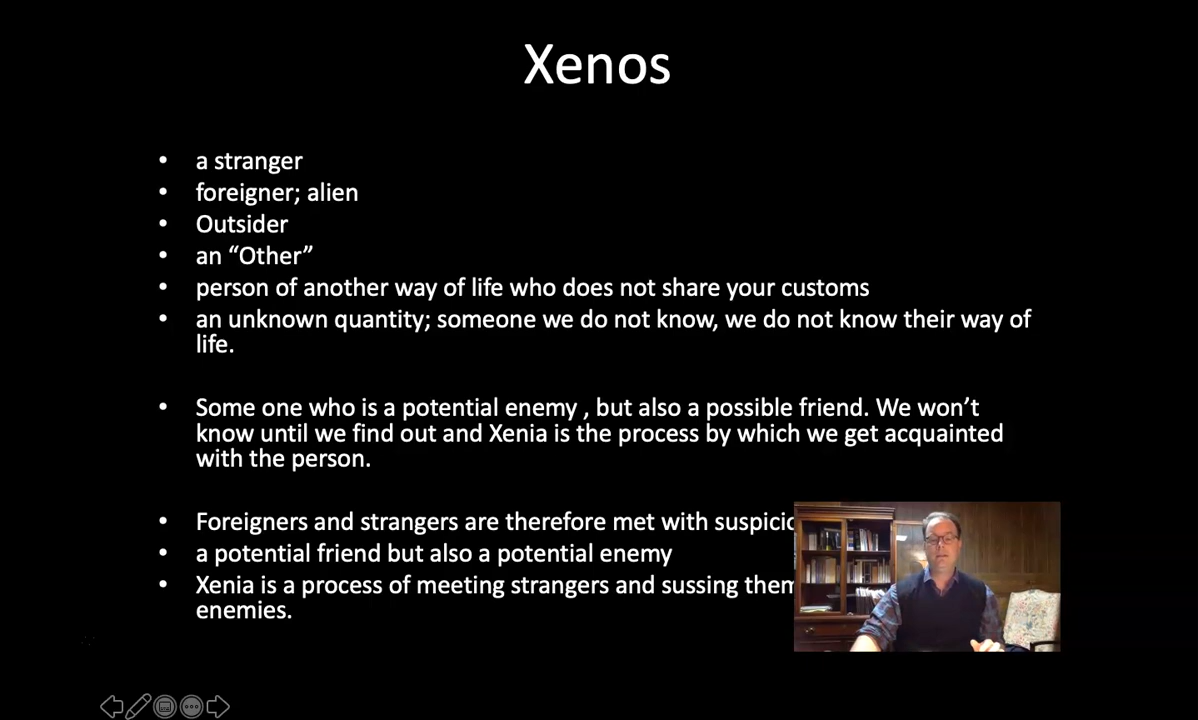 Xenos
• a stranger
• foreigner; alien
• Outsider
• an “Other”
• person of another way of life who does not share your customs
• an unknown quantity; someone we do not know, we do not know their way of
life.
• Some one who is a potential enemy , but also a possible friend. We won’t
know until we find out and Xenia is the process by which we get acquainted
with the person.
• Foreigners and strangers are therefore met with
• a potential friend but also a potential enemy
• Xenia is a process of meeting strangers and sussing
enemies.